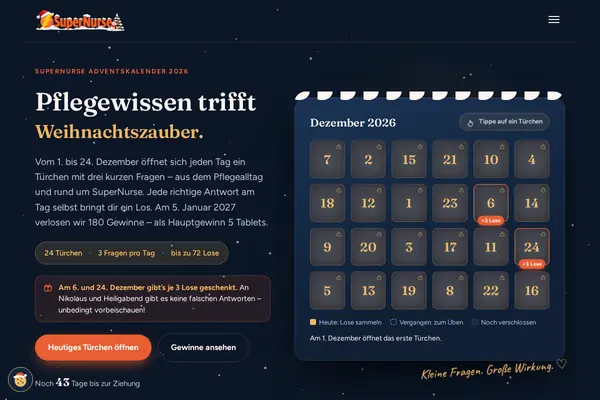 SuperNurse
SUPERNURSE ADVENTSKALENDER 2026
Pflegewissen trifft
Weihnachtszauber.
Vom 1. bis 24. Dezember öffnet sich jeden Tag ein
Türchen mit drei kurzen Fragen – aus dem Pflegealltag
und rund um SuperNurse. Jede richtige Antwort am
Tag selbst bringt dir ein Los. Am 5. Januar 2027
verlosen wir 180 Gewinne – als Hauptgewinn 5 Tablets.
24 Türchen · 3 Fragen pro Tag · bis zu 72 Lose
Am 6. und 24. Dezember gibt's je 3 Lose geschenkt. An
Nikolaus und Heiligabend gibt es keine falschen Antworten –
unbedingt vorbeischauen!
Heutiges Türchen öffnen
Gewinne ansehen
Noch 43 Tage bis zur Ziehung
Dezember 2026
Tippe auf ein Türchen
7 2 15 21 10 4
18 12 1 23 6 14
+3 Lose
9 20 3 17 11 24
+3 Lose
5 13 19 8 22 16
Heute: Lose sammeln
Vergangen: zum Üben
Noch verschlossen
Am 1. Dezember öffnet das erste Türchen.
Kleine Fragen. Große Wirkung. ♡